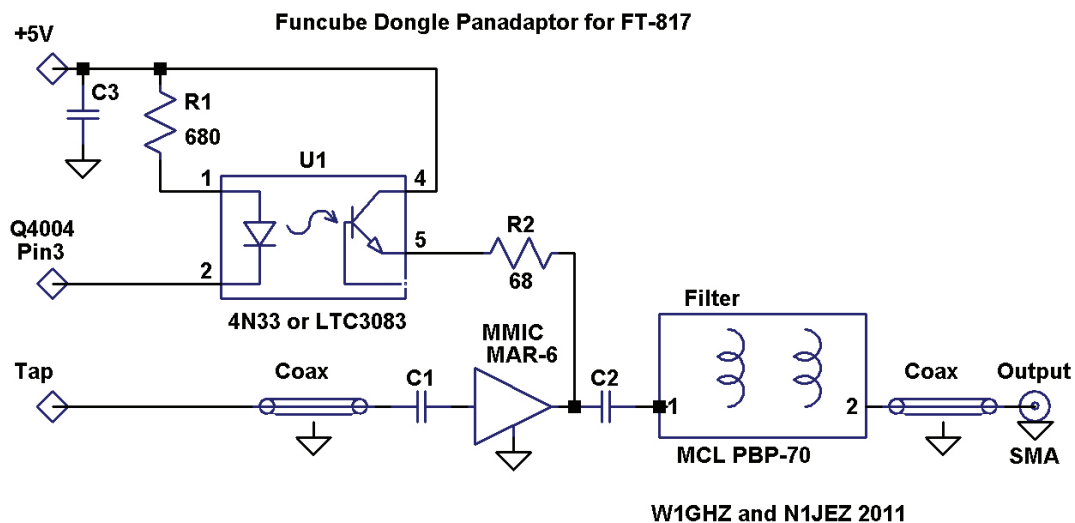 Funcube Dongle Panadaptor for FT-817
+5V
C3
R1
680
U1
1
4
Q4004
Pin3
2
5
R2
68
4N33 or LTC3083
Filter
MMIC
MAR-6
Tap
Coax
C1
C2
1
2
Coax
Output
MCL PBP-70
SMA
W1GHZ and N1JEZ 2011